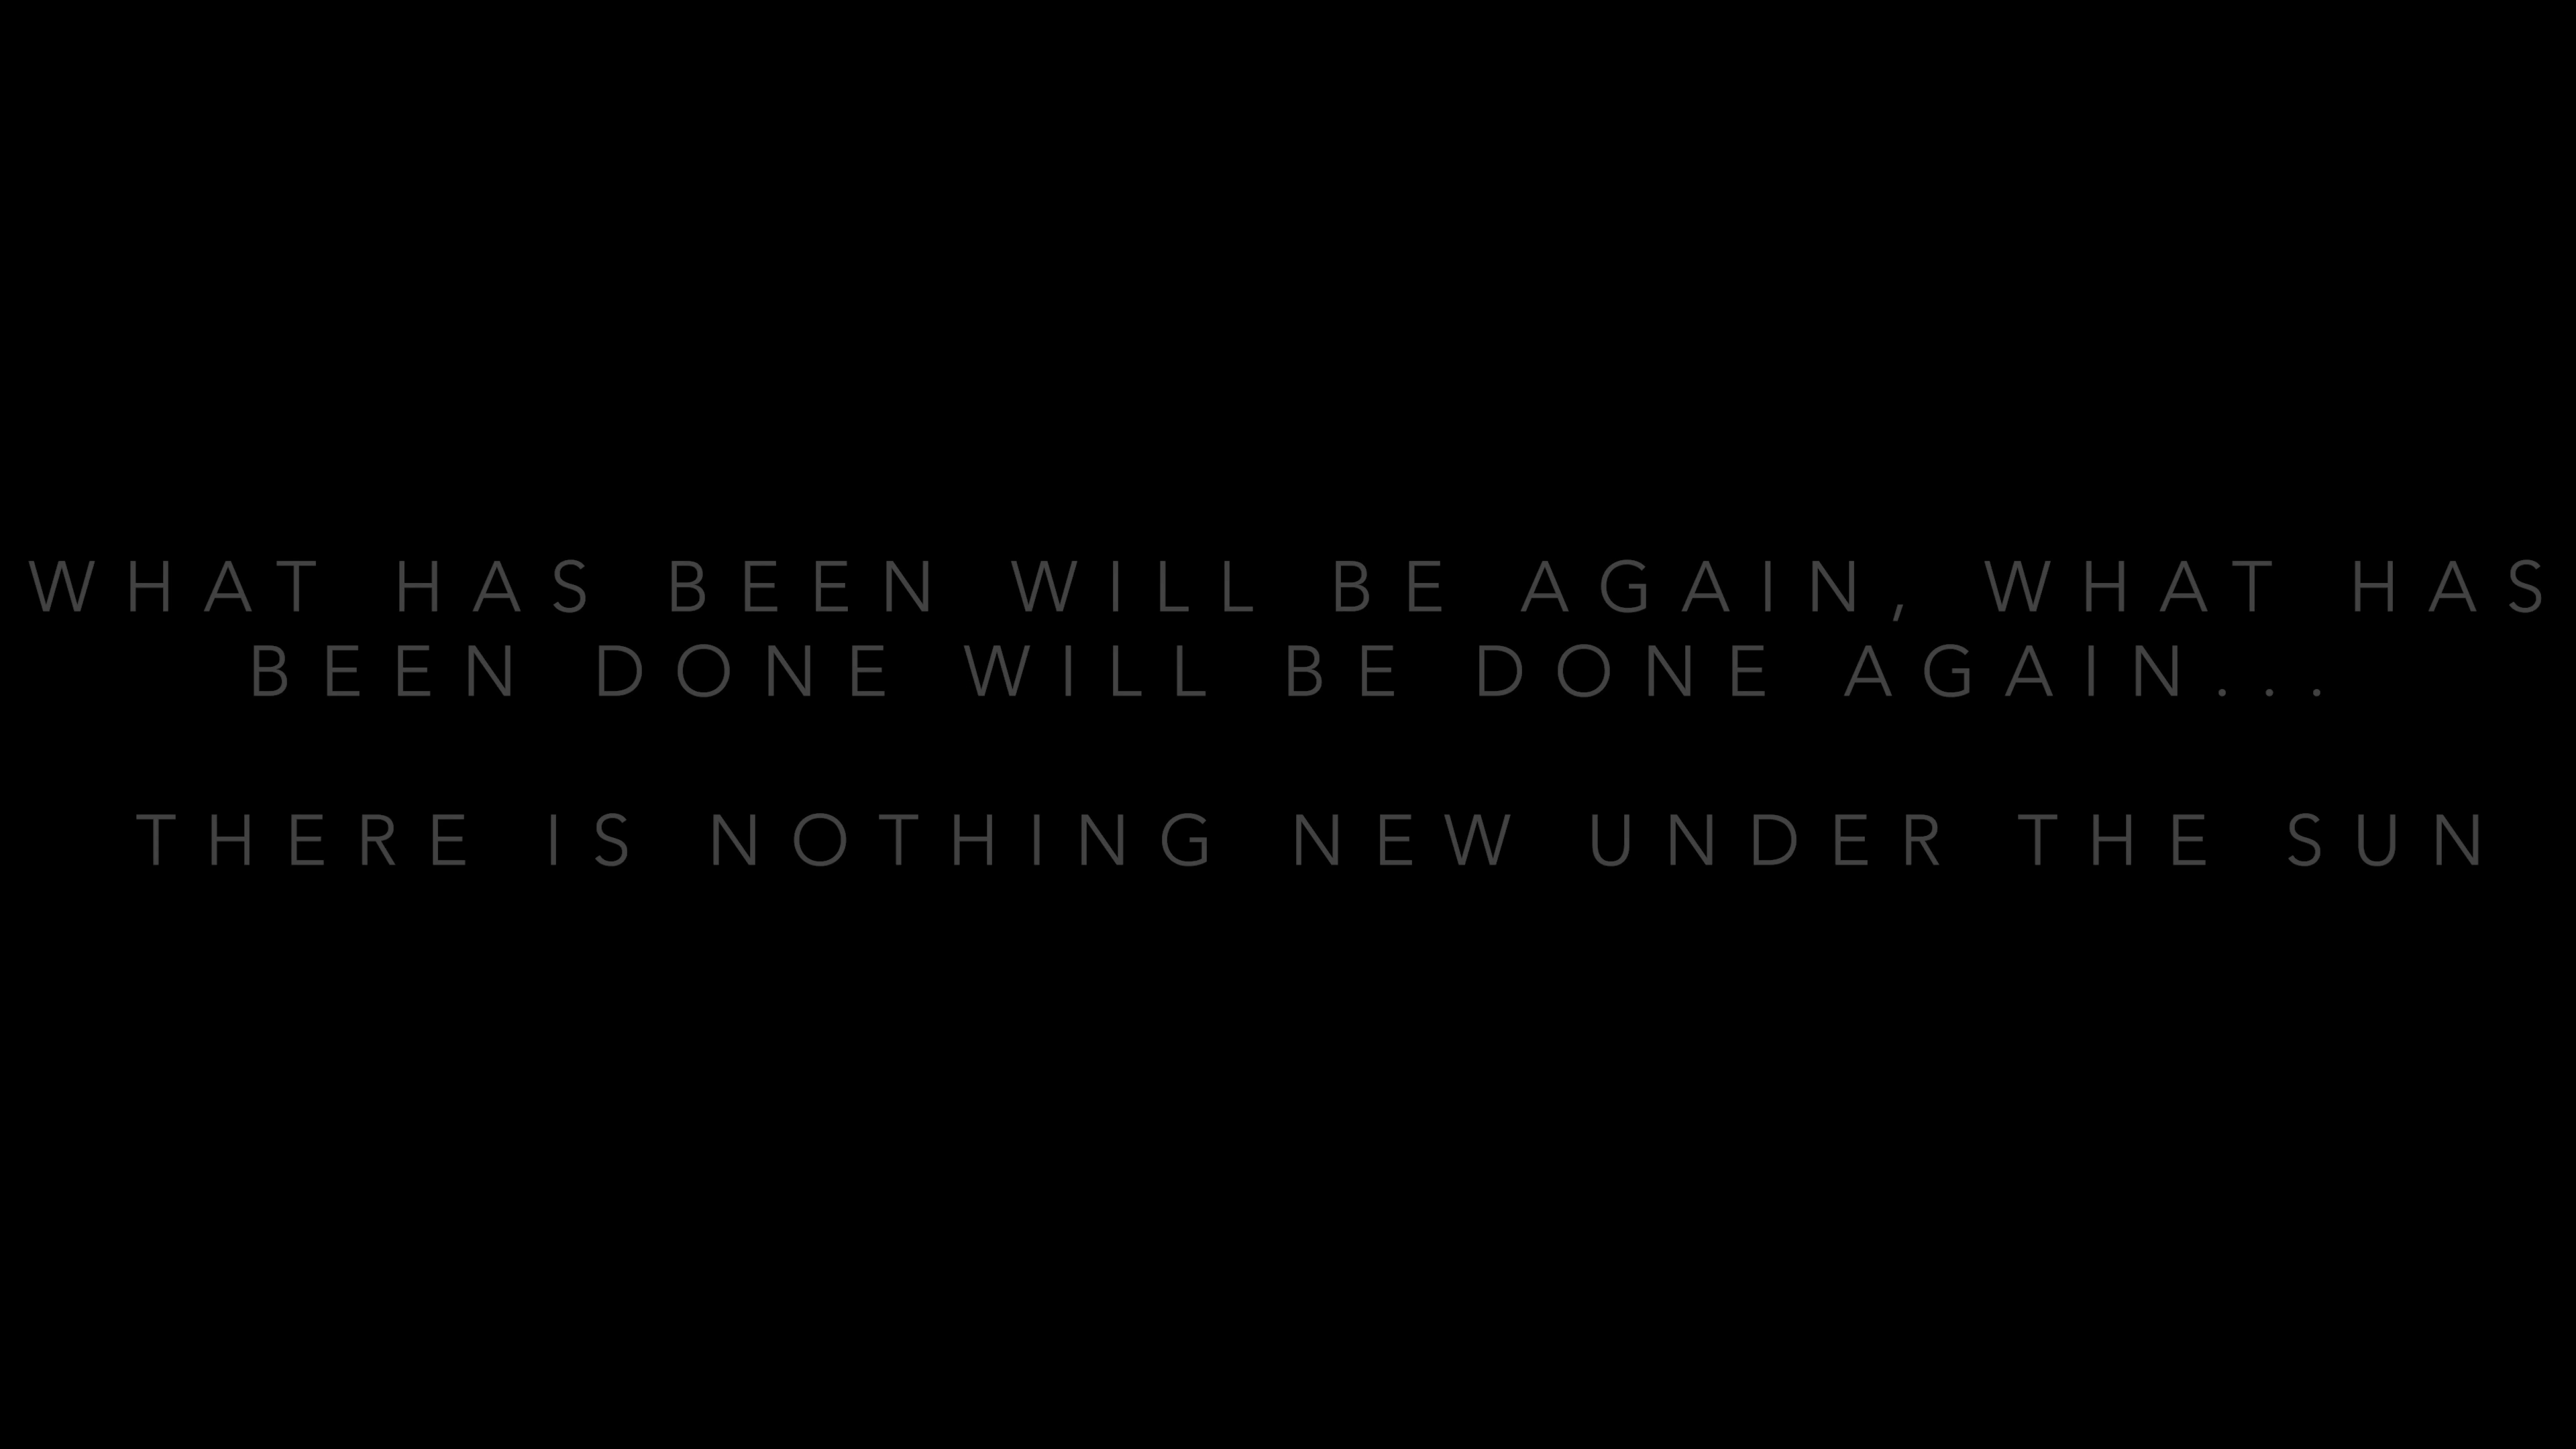 WHAT HAS BEEN WILL BE AGAIN, WHAT HAS
BEEN DONE WILL BE DONE AGAIN...
THERE IS NOTHING NEW UNDER THE SUN